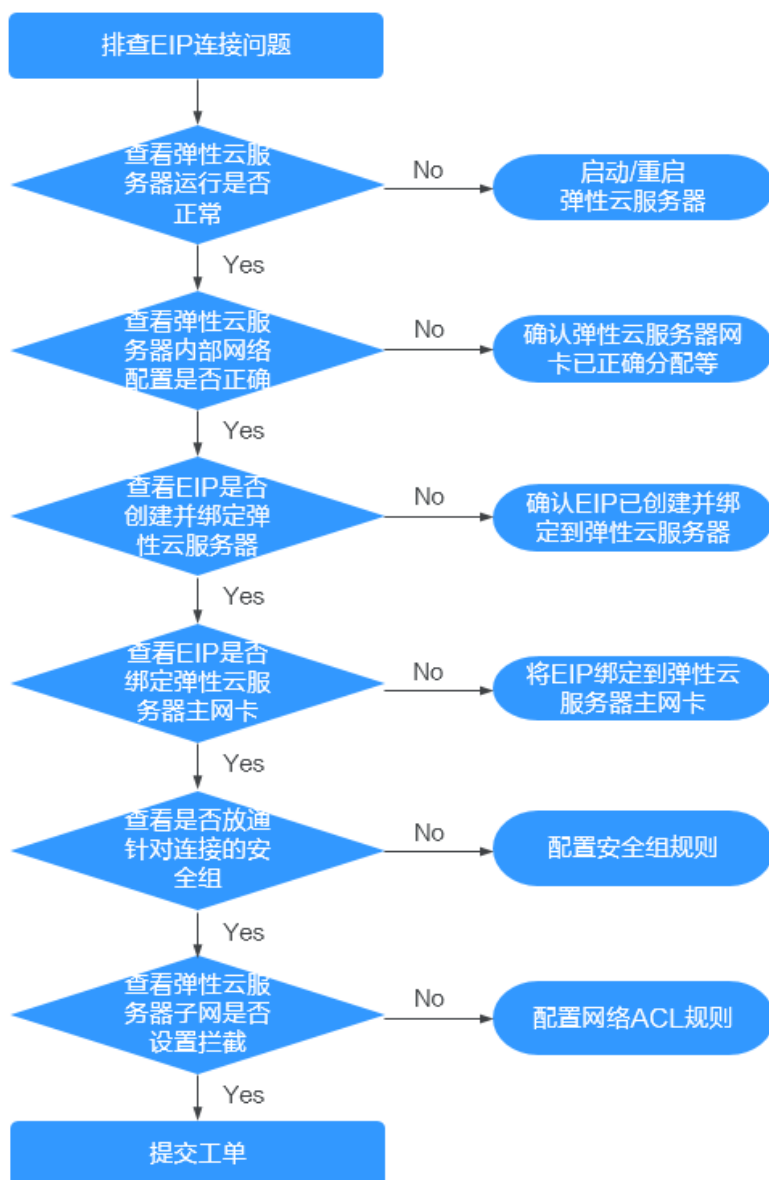 排查EIP连接问题
查看弹性云服
务器运行是否
正常
No
启动/重启
弹性云服务器
Yes
查看弹性云服
务器内部网络
配置是否正确
No
确认弹性云服务器网
卡已正确分配等
Yes
查看EIP是否
创建并绑定弹
性云服务器
No
确认EIP已创建并绑
定到弹性云服务器
Yes
查看EIP是否
绑定弹性云服
务器主网卡
No
将EIP绑定到弹性云
服务器主网卡
Yes
查看是否放通
针对连接的安
全组
No
配置安全组规则
Yes
查看弹性云服
务器子网是否
设置拦截
No
配置网络ACL规则
Yes
提交工单